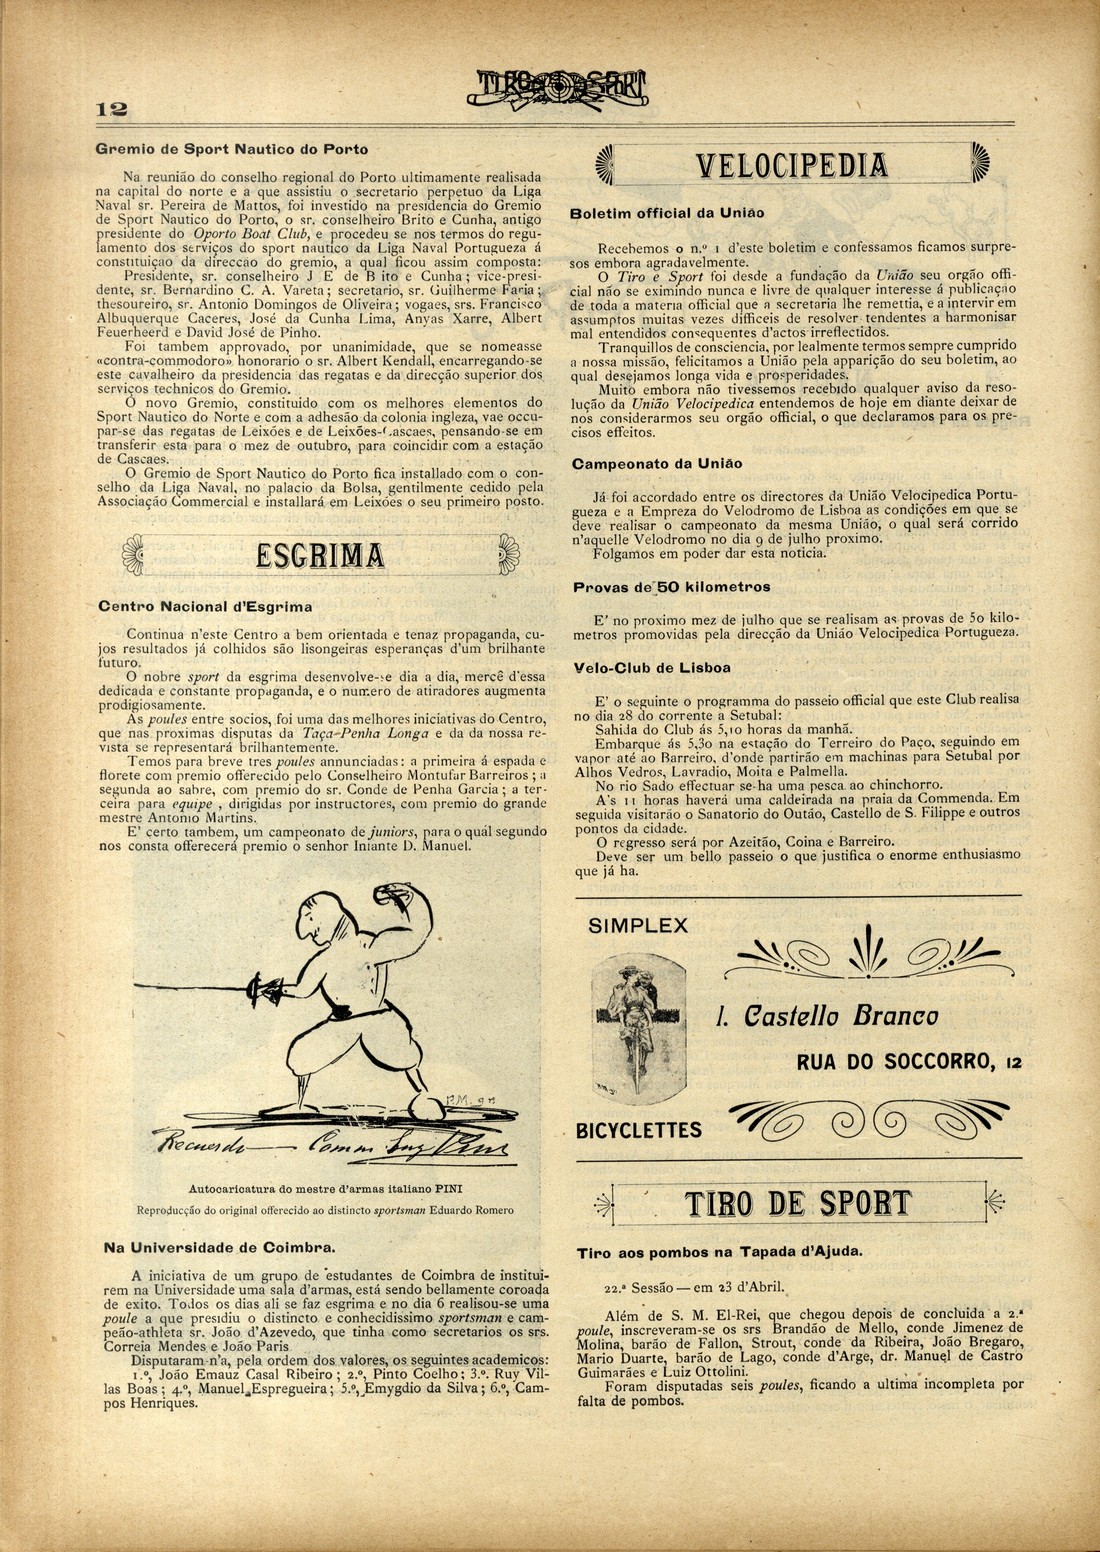 12
TIRO E SPORT
Gremio de Sport Nautico do Porto
Na reunião do conselho regional do Porto ultimamente realisada
na capital do norte e a que assistiu o secretario perpetuo da Liga
Naval sr. Pereira de Mattos, foi investido na presidencia do Gremio
de Sport Nautico do Porto, o sr. conselheiro Brito e Cunha, antigo
presidente do Oporto Boat Club, e procedeu se nos termos do regu-
lamento dos serviços do sport nautico da Liga Naval Portugueza á
constituiçao da direccão do gremio, a qual ficou assim composta:
Presidente, sr. conselheiro J E de B ito e Cunha; vice-presi-
dente, sr. Bernardino C. A. Vareta; secretario, sr. Guilherme Faria;
thesoureiro, sr. Antonio Domingos de Oliveira; vogaes, srs. Francisco
Albuquerque Caceres, José da Cunha Lima, Anyas Xarre, Albert
Feuerheerd e David José de Pinho.
Foi tambem approvado, por unanimidade, que se nomeasse
«contra-commodoro» honorario o sr. Albert Kendall, encarregando-se
este cavalheiro da presidencia das regatas e da direcção superior dos
serviços technicos do Gremio.
O novo Gremio, constituido com os melhores elementos do
Sport Nautico do Norte e com a adhesão da colonia ingleza, vae occu-
par-se das regatas de Leixões e de Leixões-Cascaes, pensando-se em
transferir esta para o mez de outubro, para coincidir com a estação
de Cascaes.
O Gremio de Sport Nautico do Porto fica installado com o con-
selho da Liga Naval, no palacio da Bolsa, gentilmente cedido pela
Associação Commercial e installará em Leixões o seu primeiro posto.
ESGRIMA
Centro Nacional d'Esgrima
Continua n'este Centro a bem orientada e tenaz propaganda, cu-
jos resultados já colhidos são lisongeiras esperanças d'um brilhante
futuro.
O nobre sport da esgrima desenvolve-se dia a dia, mercê d'essa
dedicada e constante propaganda, e o numero de atiradores augmenta
prodigiosamente.
As poules entre socios, foi uma das melhores iniciativas do Centro,
que nas proximas disputas da Taça-Penha Longa e da da nossa re-
vista se representará brilhantemente.
Temos para breve tres poules annunciadas: a primeira á espada e
florete com premio offerecido pelo Conselheiro Montufar Barreiros; a
segunda ao sabre, com premio do sr. Conde de Penha Garcia; a ter-
ceira para equipe , dirigidas por instructores, com premio do grande
mestre Antonio Martins.
E' certo tambem, um campeonato de juniors, para o qual segundo
nos consta offerecerá premio o senhor Infante D. Manuel.
Recuerdo
Pini
Autocaricatura do mestre d'armas italiano PINI
Reproducção do original offerecido ao distincto sportsman Eduardo Romero
Na Universidade de Coimbra.
A iniciativa de um grupo de estudantes de Coimbra de institui-
rem na Universidade uma sala d'armas, está sendo bellamente coroada
de exito. Todos os dias ali se faz esgrima e no dia 6 realisou-se uma
poule a que presidiu o distincto e conhecidissimo sportsman e cam-
peão-athleta sr. João d'Azevedo, que tinha como secretarios os srs.
Correia Mendes e João Paris
Disputaram-n'a, pela ordem dos valores, os seguintes academicos:
1.º, João Emauz Casal Ribeiro; 2.º, Pinto Coelho; 3.º. Ruy Vil-
las Boas; 4.º, Manuel Espregueira; 5.º, Emygdio da Silva; 6.º, Cam-
pos Henriques.
VELOCIPEDIA
Boletim official da União
Recebemos o n.º 1 d'este boletim e confessamos ficamos surpre-
sos embora agradavelmente.
O Tiro e Sport foi desde a fundação da União seu orgão offi-
cial não se eximindo nunca e livre de qualquer interesse á publicação
de toda a materia official que a secretaria lhe remettia, e a intervir em
assumptos muitas vezes difficeis de resolver tendentes a harmonisar
mal entendidos consequentes d'actos irreflectidos.
Tranquillos de consciencia, por lealmente termos sempre cumprido
a nossa missão, felicitamos a União pela apparição do seu boletim, ao
qual desejamos longa vida e prosperidades.
Muito embora não tivessemos recebido qualquer aviso da reso-
lução da União Velocipedica entendemos de hoje em diante deixar de
nos considerarmos seu orgão official, o que declaramos para os pre-
cisos effeitos.
Campeonato da União
Já foi accordado entre os directores da União Velocipedica Portu-
gueza e a Empreza do Velodromo de Lisboa as condições em que se
deve realisar o campeonato da mesma União, o qual será corrido
n'aquelle Velodromo no dia 9 de julho proximo.
Folgamos em poder dar esta noticia.
Provas de 50 kilometros
E' no proximo mez de julho que se realisam as provas de 50 kilo-
metros promovidas pela direcção da União Velocipedica Portugueza.
Velo-Club de Lisboa
E' o seguinte o programma do passeio official que este Club realisa
no dia 28 do corrente a Setubal:
Sahida do Club ás 5,10 horas da manhã.
Embarque ás 5,30 na estação do Terreiro do Paço, seguindo em
vapor até ao Barreiro, d'onde partirão em machinas para Setubal por
Alhos Vedros, Lavradio, Moita e Palmella.
No rio Sado effectuar se-ha uma pesca ao chinchorro.
A's 11 horas haverá uma caldeirada na praia da Commenda. Em
seguida visitarão o Sanatorio do Outão, Castello de S. Filippe e outros
pontos da cidade.
O regresso será por Azeitão, Coina e Barreiro.
Deve ser um bello passeio o que justifica o enorme enthusiasmo
que já ha.
SIMPLEX
BICYCLETTES
J. Castello Branco
RUA DO SOCCORRO, 12
TIRO DE SPORT
Tiro aos pombos na Tapada d'Ajuda.
22.ª Sessão — em 23 d'Abril.
Além de S. M. El-Rei, que chegou depois de concluida a 2.ª
poule, inscreveram-se os srs Brandão de Mello, conde Jimenez de
Molina, barão de Fallon, Strout, conde da Ribeira, João Bregaro,
Mario Duarte, barão de Lago, conde d'Arge, dr. Manuel de Castro
Guimarães e Luiz Ottolini.
Foram disputadas seis poules, ficando a ultima incompleta por
falta de pombos.